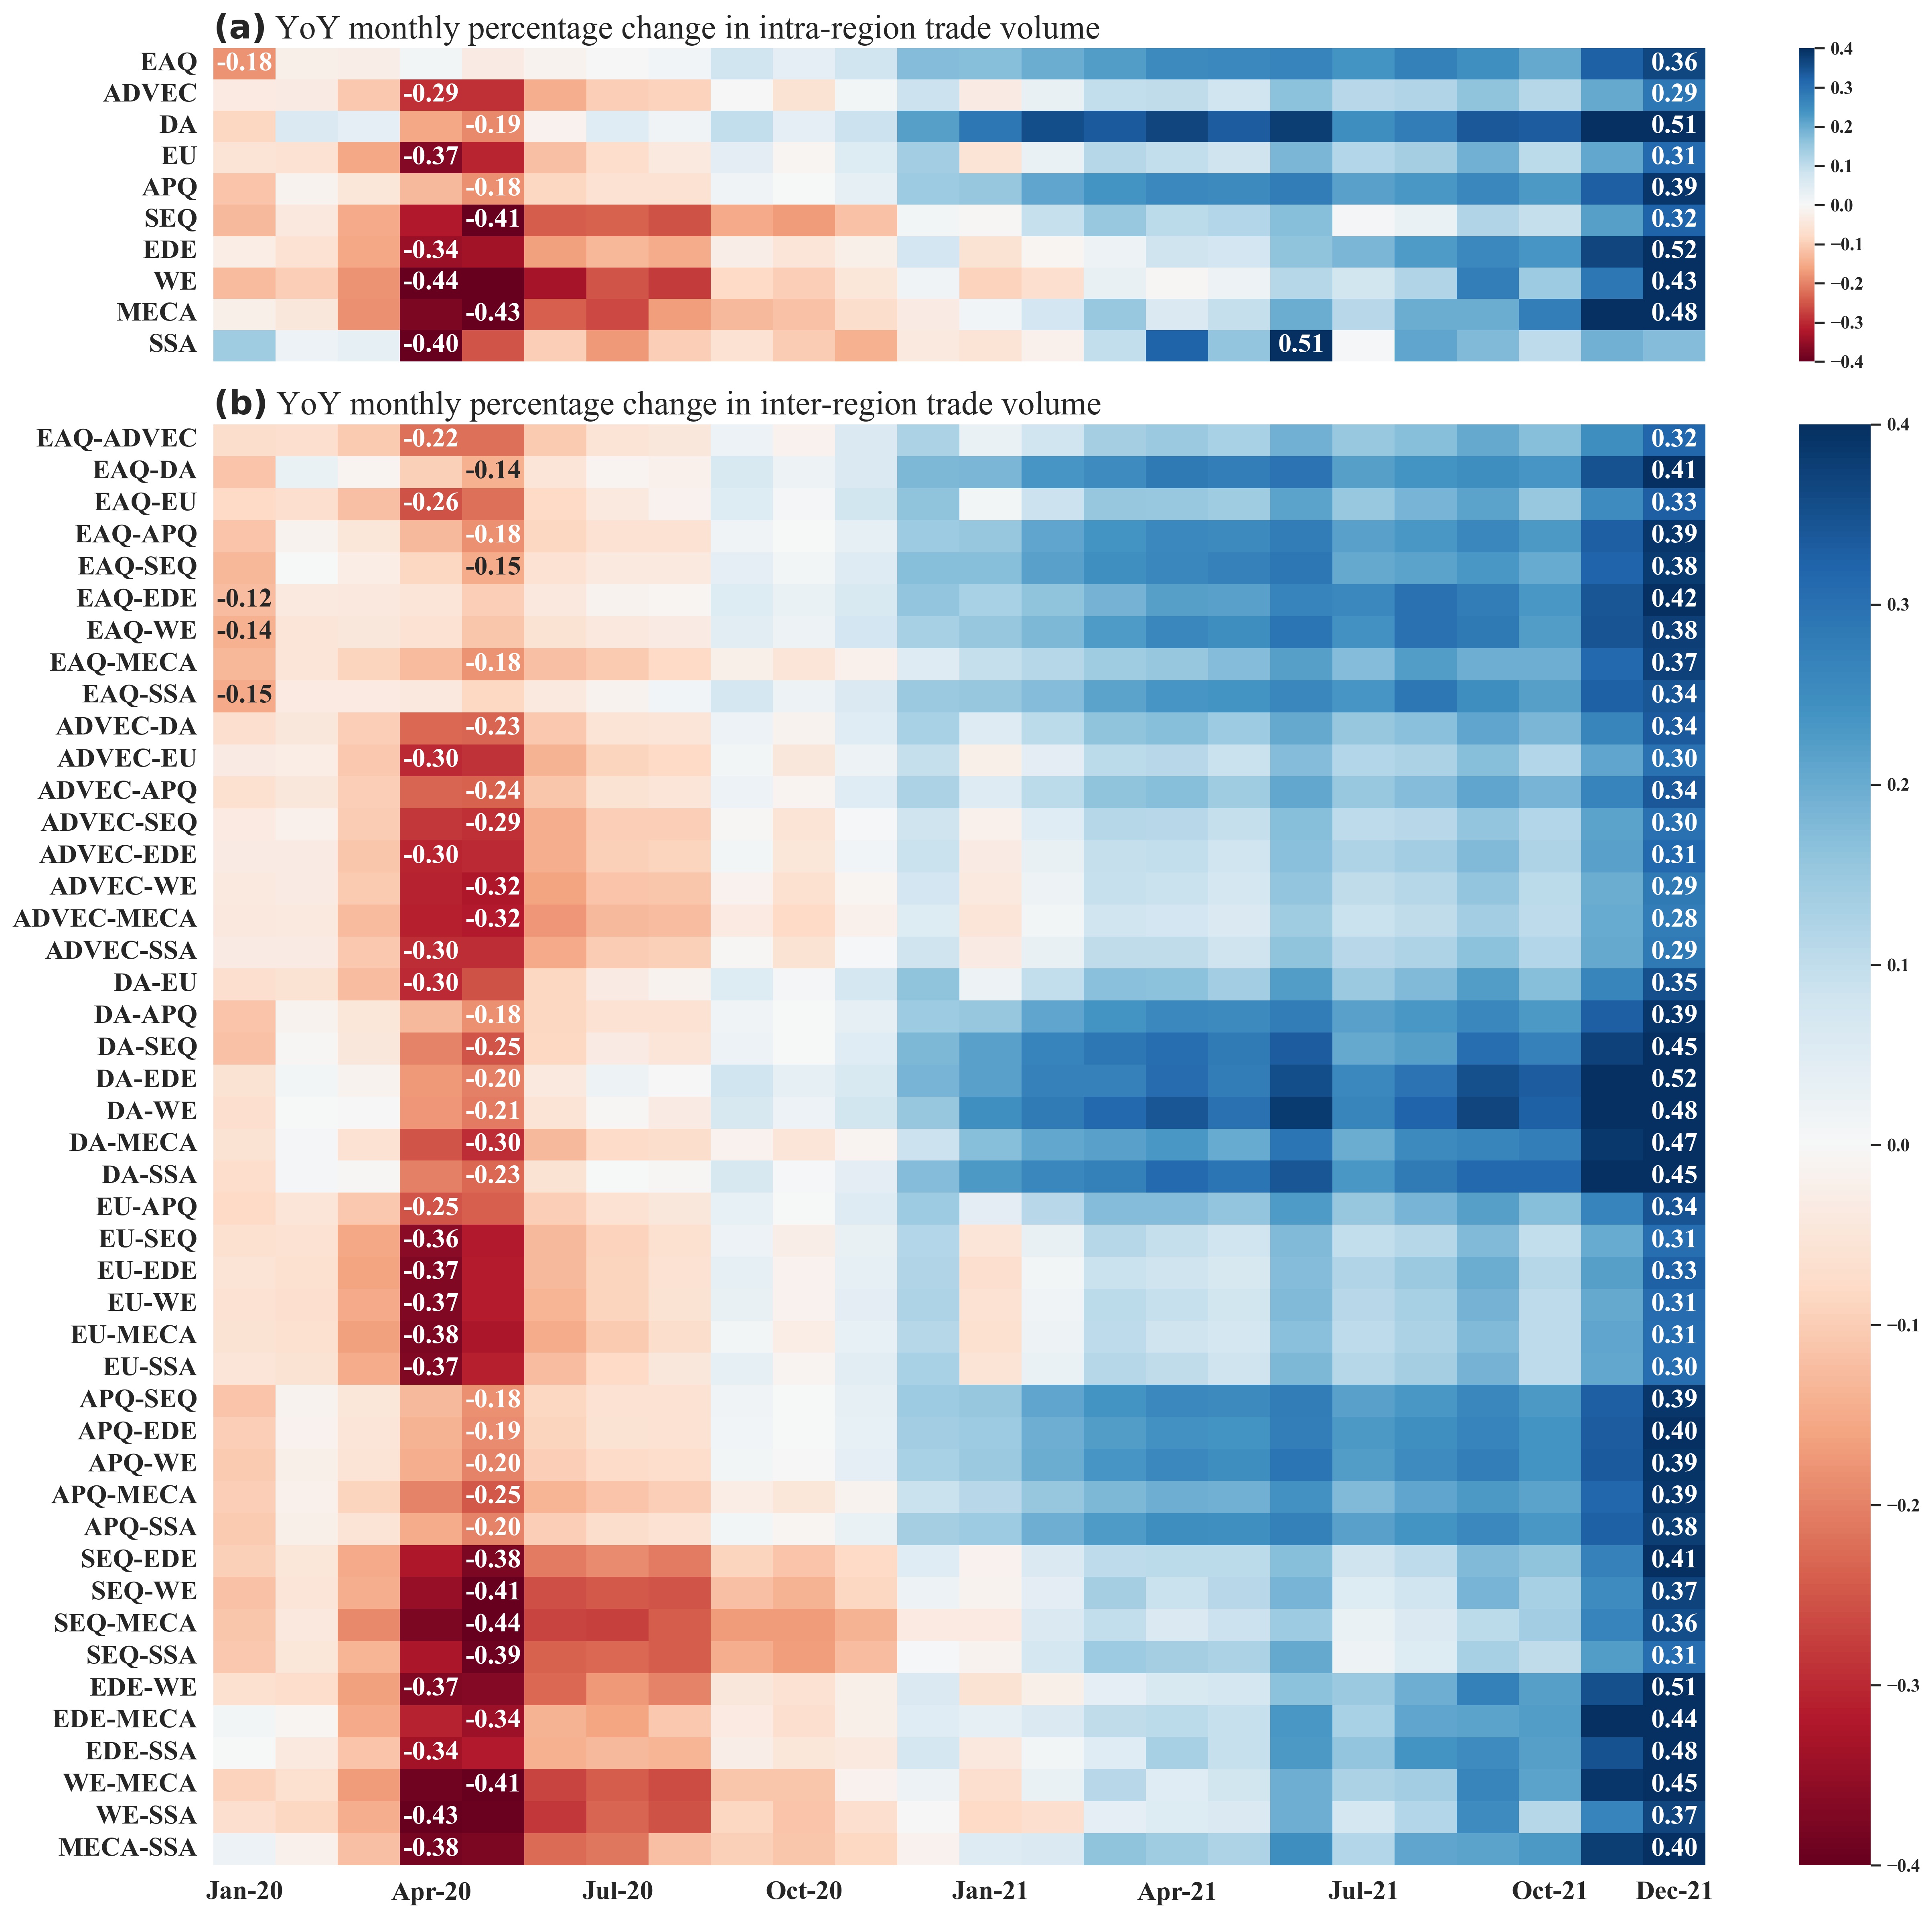 (a) YoY monthly percentage change in intra-region trade volume
EAQ -0.18 0.36
ADVEC -0.29 0.29
DA -0.19 0.51
EU -0.37 0.31
APQ -0.18 0.39
SEQ -0.41 0.32
EDE -0.34 0.52
WE -0.44 0.43
MECA -0.43 0.48
SSA -0.40 0.51
0.4
0.3
0.2
0.1
0.0
−0.1
−0.2
−0.3
−0.4
(b) YoY monthly percentage change in inter-region trade volume
EAQ-ADVEC -0.22 0.32
EAQ-DA -0.14 0.41
EAQ-EU -0.26 0.33
EAQ-APQ -0.18 0.39
EAQ-SEQ -0.15 0.38
EAQ-EDE -0.12 0.42
EAQ-WE -0.14 0.38
EAQ-MECA -0.18 0.37
EAQ-SSA -0.15 0.34
ADVEC-DA -0.23 0.34
ADVEC-EU -0.30 0.30
ADVEC-APQ -0.24 0.34
ADVEC-SEQ -0.29 0.30
ADVEC-EDE -0.30 0.31
ADVEC-WE -0.32 0.29
ADVEC-MECA -0.32 0.28
ADVEC-SSA -0.30 0.29
DA-EU -0.30 0.35
DA-APQ -0.18 0.39
DA-SEQ -0.25 0.45
DA-EDE -0.20 0.52
DA-WE -0.21 0.48
DA-MECA -0.30 0.47
DA-SSA -0.23 0.45
EU-APQ -0.25 0.34
EU-SEQ -0.36 0.31
EU-EDE -0.37 0.33
EU-WE -0.37 0.31
EU-MECA -0.38 0.31
EU-SSA -0.37 0.30
APQ-SEQ -0.18 0.39
APQ-EDE -0.19 0.40
APQ-WE -0.20 0.39
APQ-MECA -0.25 0.39
APQ-SSA -0.20 0.38
SEQ-EDE -0.38 0.41
SEQ-WE -0.41 0.37
SEQ-MECA -0.44 0.36
SEQ-SSA -0.39 0.31
EDE-WE -0.37 0.51
EDE-MECA -0.34 0.44
EDE-SSA -0.34 0.48
WE-MECA -0.41 0.45
WE-SSA -0.43 0.37
MECA-SSA -0.38 0.40
Jan-20 Apr-20 Jul-20 Oct-20 Jan-21 Apr-21 Jul-21 Oct-21 Dec-21
0.4
0.3
0.2
0.1
0.0
−0.1
−0.2
−0.3
−0.4